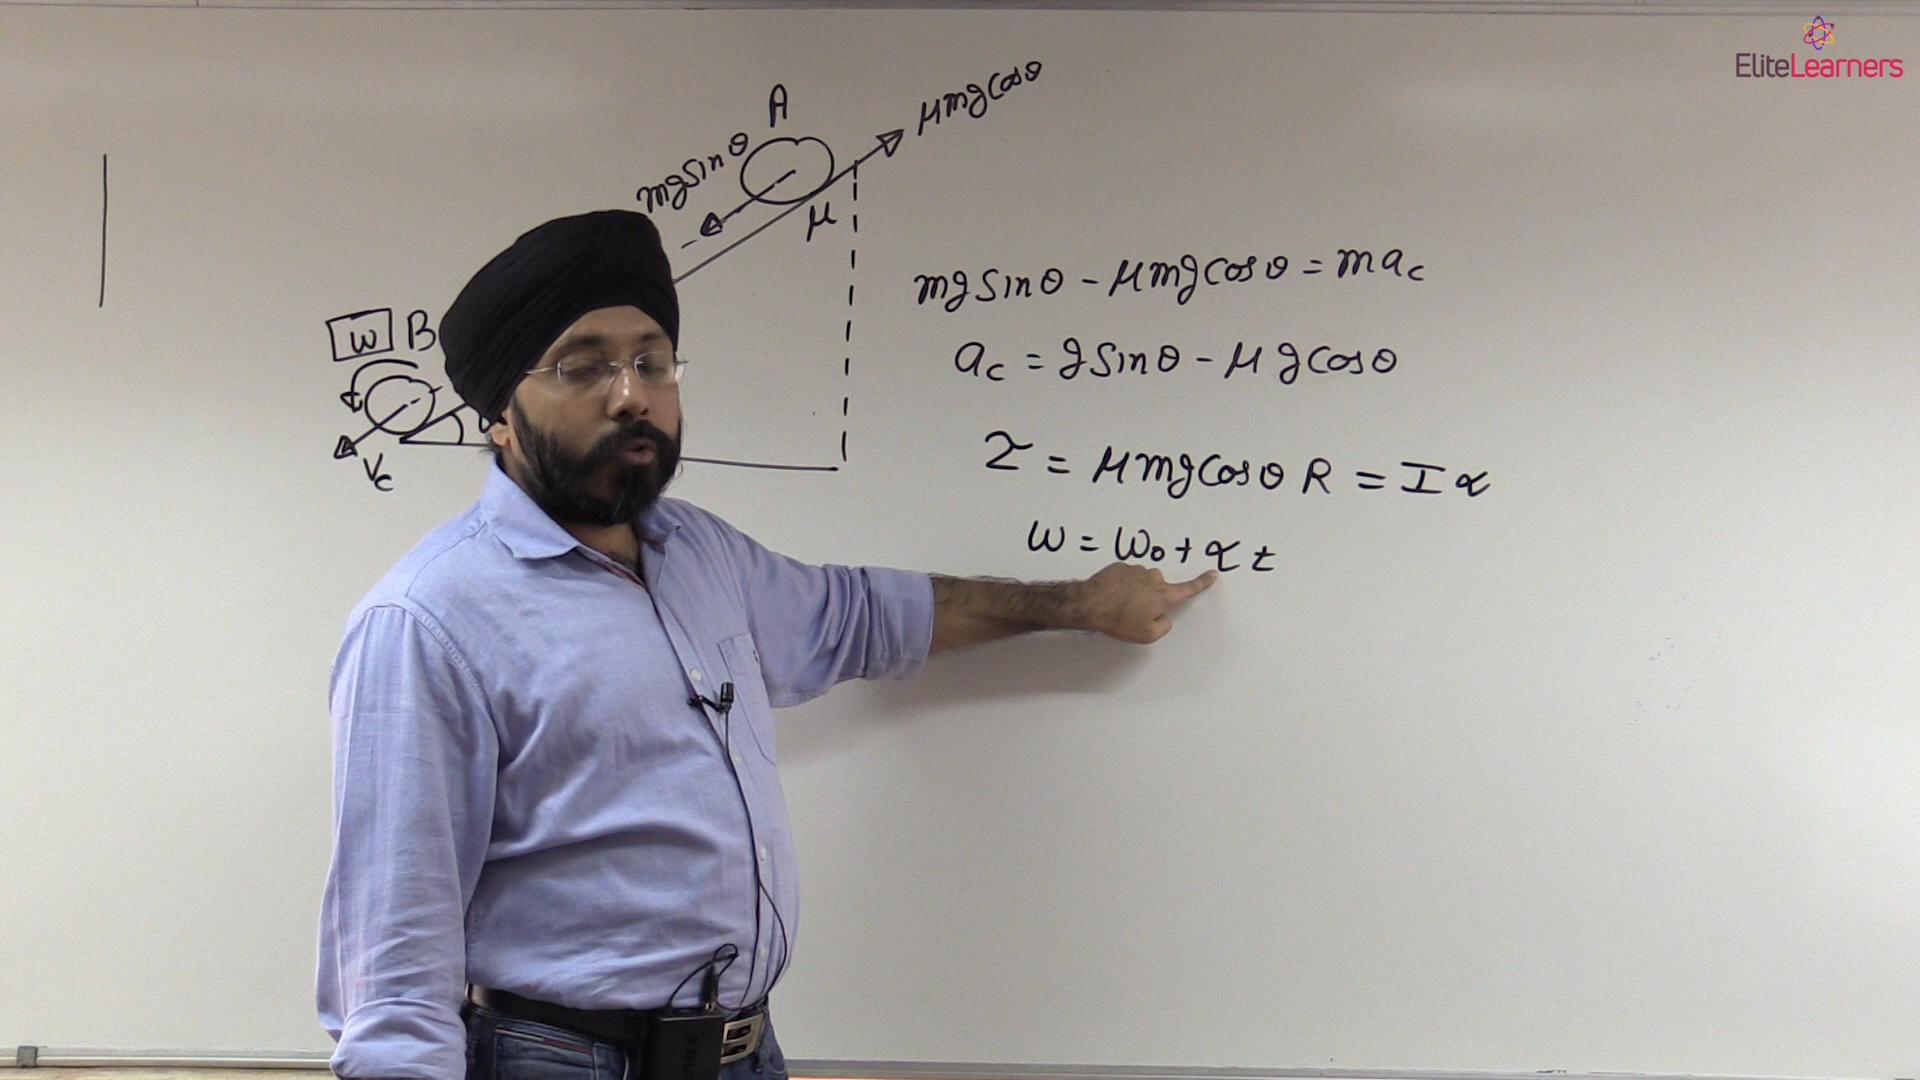 EliteLearners
A
μmgcosθ
mgsinθ
μ
ω B
Vc
mgsinθ - μmgcosθ = mac
ac = gsinθ - μgcosθ
τ = μmgcosθ R = Iα
ω = ω₀ + αt